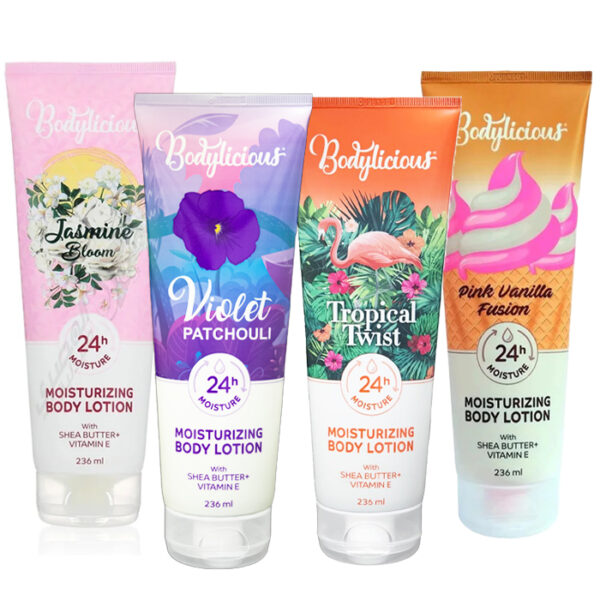 Bodylicious
Jasmine
Bloom
24h
MOISTURE
MOISTURIZING
BODY LOTION
With
SHEA BUTTER+
VITAMIN E
236 ml
Bodylicious
Violet
PATCHOULI
24h
MOISTURE
MOISTURIZING
BODY LOTION
With
SHEA BUTTER+
VITAMIN E
236 ml
Bodylicious
Tropical
Twist
24h
MOISTURE
MOISTURIZING
BODY LOTION
With
SHEA BUTTER+
VITAMIN E
236 ml
Bodylicious
Pink Vanilla
Fusion
24h
MOISTURE
MOISTURIZING
BODY LOTION
With
SHEA BUTTER+
VITAMIN E
236 ml